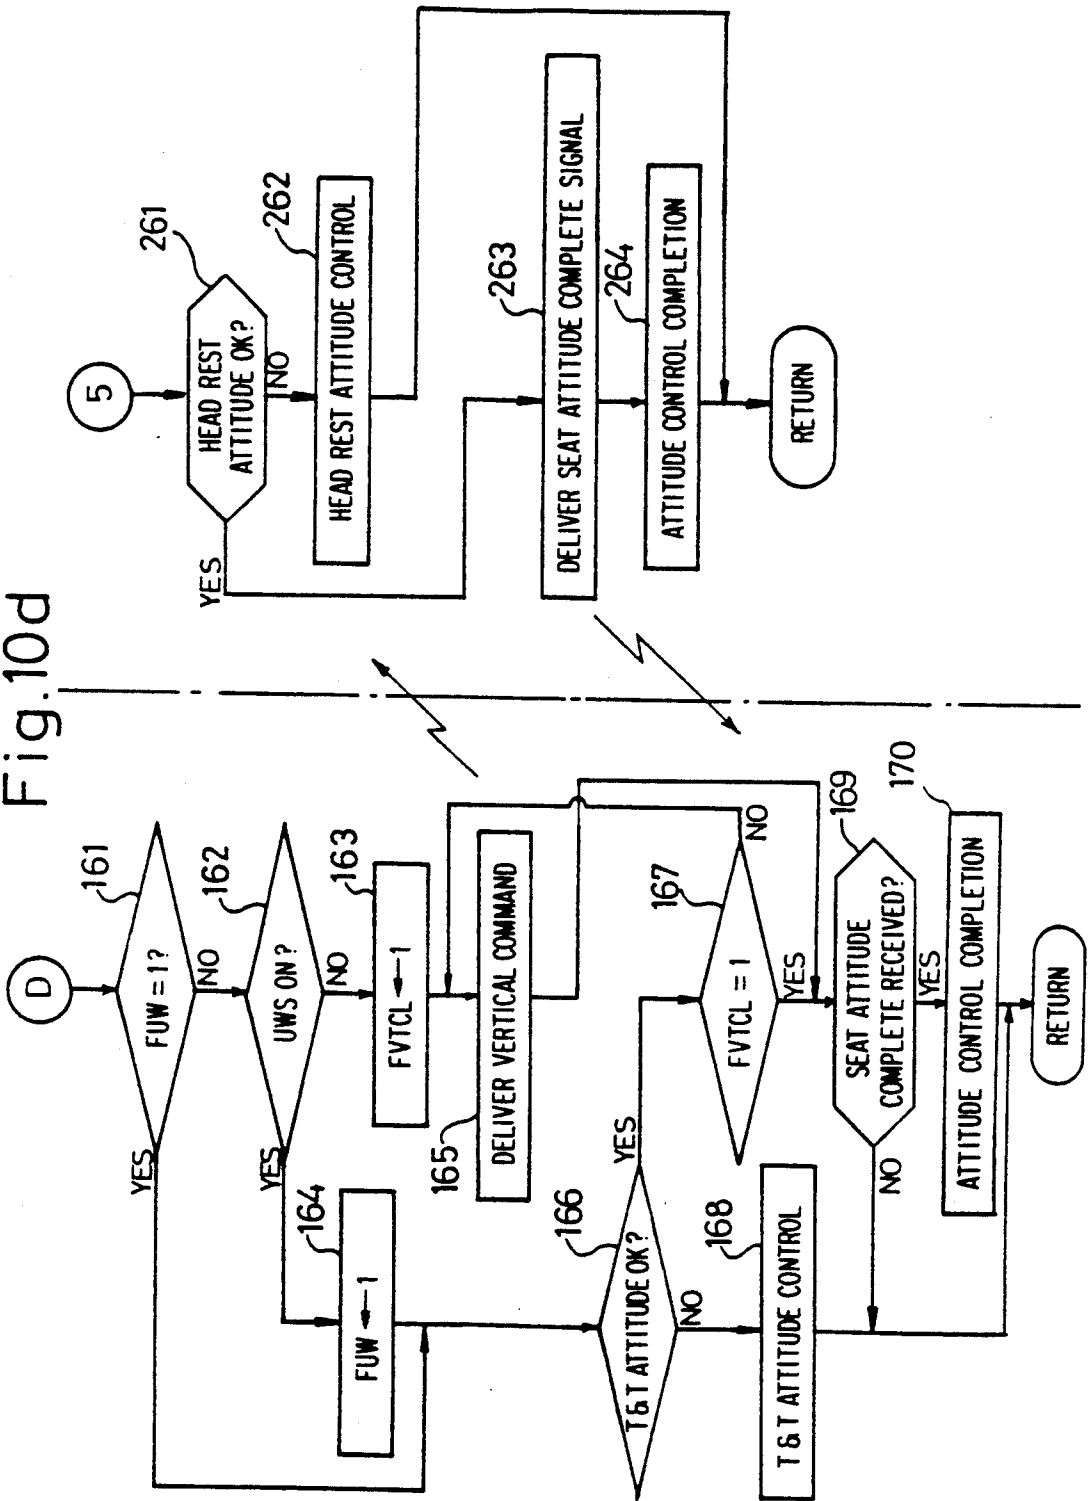 Fig.10d
D
161
FUW = 1?
YES
NO
162
UWS ON?
YES
NO
163
FVTCL ← 1
164
FUW ← 1
165
DELIVER VERTICAL COMMAND
166
T & T ATTITUDE OK?
YES
NO
167
FVTCL = 1
NO
YES
168
T & T ATTITUDE CONTROL
169
SEAT ATTITUDE
COMPLETE RECEIVED?
NO
YES
170
ATTITUDE CONTROL COMPLETION
RETURN
5
261
HEAD REST
ATTITUDE OK?
YES
NO
262
HEAD REST ATTITUDE CONTROL
263
DELIVER SEAT ATTITUDE COMPLETE SIGNAL
264
ATTITUDE CONTROL COMPLETION
RETURN